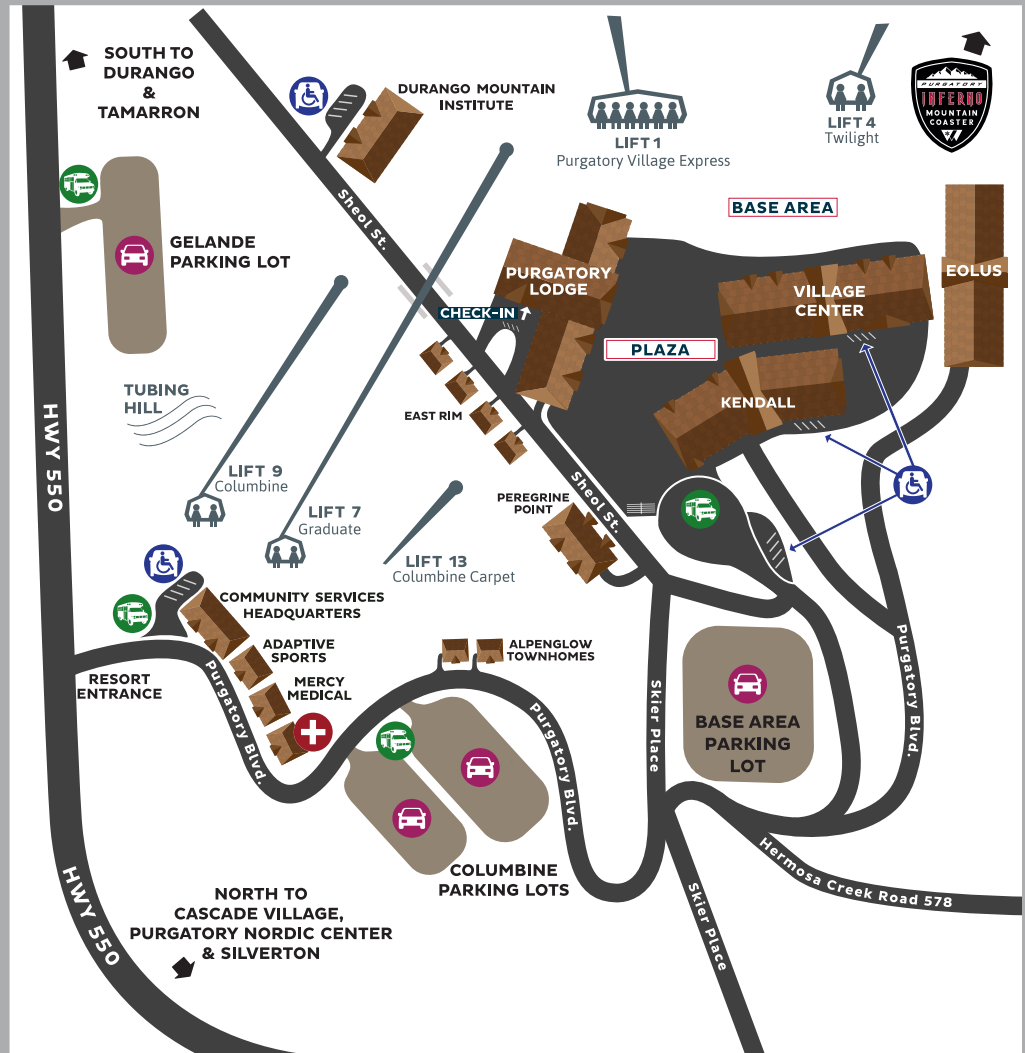 SOUTH TO
DURANGO
&
TAMARRON
DURANGO MOUNTAIN
INSTITUTE
LIFT 1
Purgatory Village Express
LIFT 4
Twilight
PURGATORY
INFERNO
MOUNTAIN
COASTER
Sheol St.
BASE AREA
GELANDE
PARKING LOT
PURGATORY
LODGE
CHECK-IN
EOLUS
VILLAGE
CENTER
PLAZA
TUBING
HILL
EAST RIM
KENDALL
HWY 550
LIFT 9
Columbine
LIFT 7
Graduate
LIFT 13
Columbine Carpet
PEREGRINE
POINT
Sheol St.
COMMUNITY SERVICES
HEADQUARTERS
ADAPTIVE
SPORTS
MERCY
MEDICAL
ALPENGLOW
TOWNHOMES
RESORT
ENTRANCE
Purgatory Blvd.
Purgatory Blvd.
Skier Place
BASE AREA
PARKING
LOT
Purgatory Blvd.
COLUMBINE
PARKING LOTS
Hermosa Creek Road 578
Skier Place
HWY 550
NORTH TO
CASCADE VILLAGE,
PURGATORY NORDIC CENTER
& SILVERTON